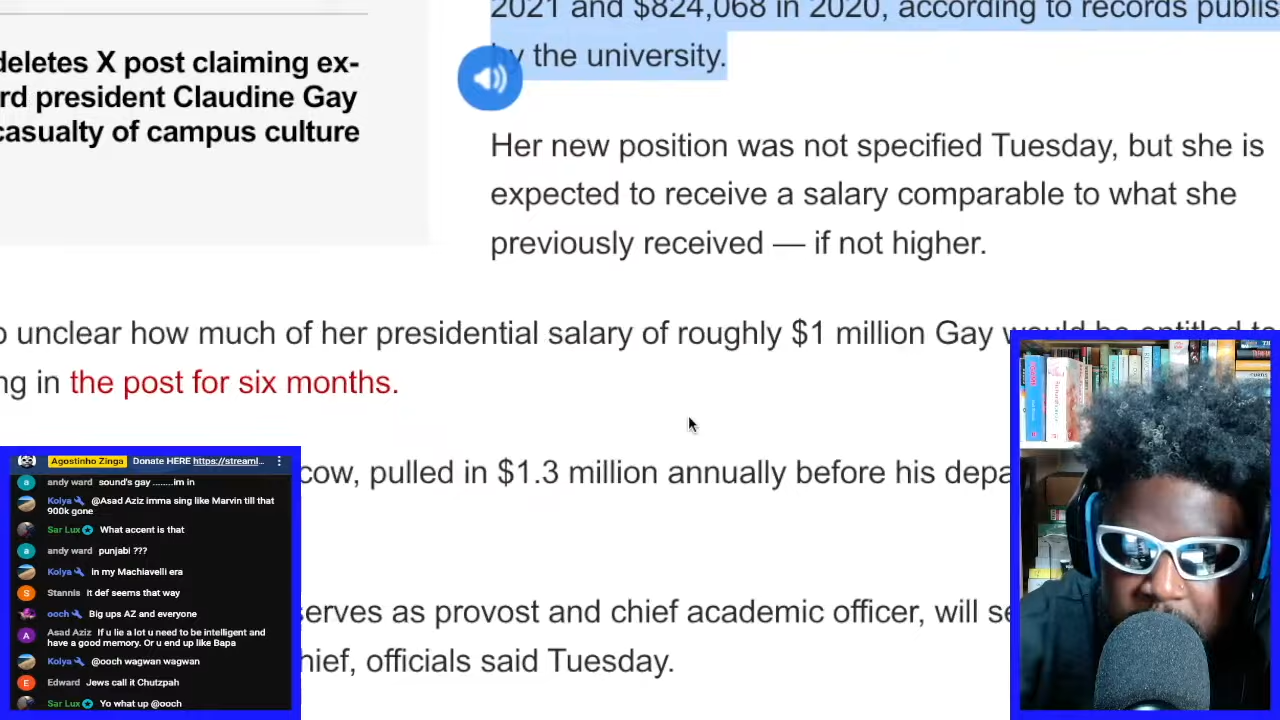 2021 and $824,068 in 2020, according to records publis
by the university.
deletes X post claiming ex-
rd president Claudine Gay
casualty of campus culture
Her new position was not specified Tuesday, but she is
expected to receive a salary comparable to what she
previously received — if not higher.
o unclear how much of her presidential salary of roughly $1 million Gay would be entitled to
ng in the post for six months.
cow, pulled in $1.3 million annually before his depa
serves as provost and chief academic officer, will se
hief, officials said Tuesday.
Agostinho Zinga Donate HERE https://streaml...
andy ward sound's gay ........im in
Kolya @Asad Aziz imma sing like Marvin till that
900k gone
Sar Lux What accent is that
andy ward punjabi ???
Kolya in my Machiavelli era
Stannis it def seems that way
ooch Big ups AZ and everyone
Asad Aziz If u lie a lot u need to be intelligent and
have a good memory. Or u end up like Bapa
Kolya @ooch wagwan wagwan
Edward Jews call it Chutzpah
Sar Lux Yo what up @ooch